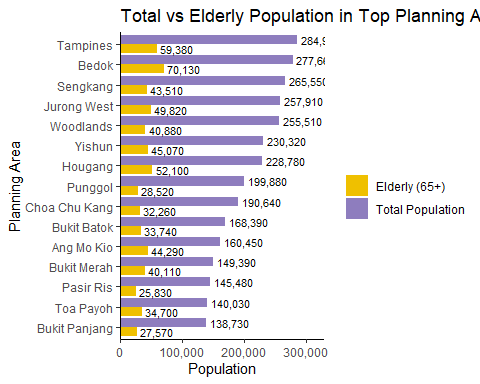 Total vs Elderly Population in Top Planning A
Tampines
284,9
59,380
Bedok
277,66
70,130
Sengkang
265,550
43,510
Jurong West
257,910
49,820
Woodlands
255,510
40,880
Yishun
230,320
45,070
Hougang
228,780
52,100
Punggol
199,880
28,520
Choa Chu Kang
190,640
32,260
Bukit Batok
168,390
33,740
Ang Mo Kio
160,450
44,290
Bukit Merah
149,390
40,110
Pasir Ris
145,480
25,830
Toa Payoh
140,030
34,700
Bukit Panjang
138,730
27,570
0
100,000
200,000
300,000
Population
Planning Area
Elderly (65+)
Total Population